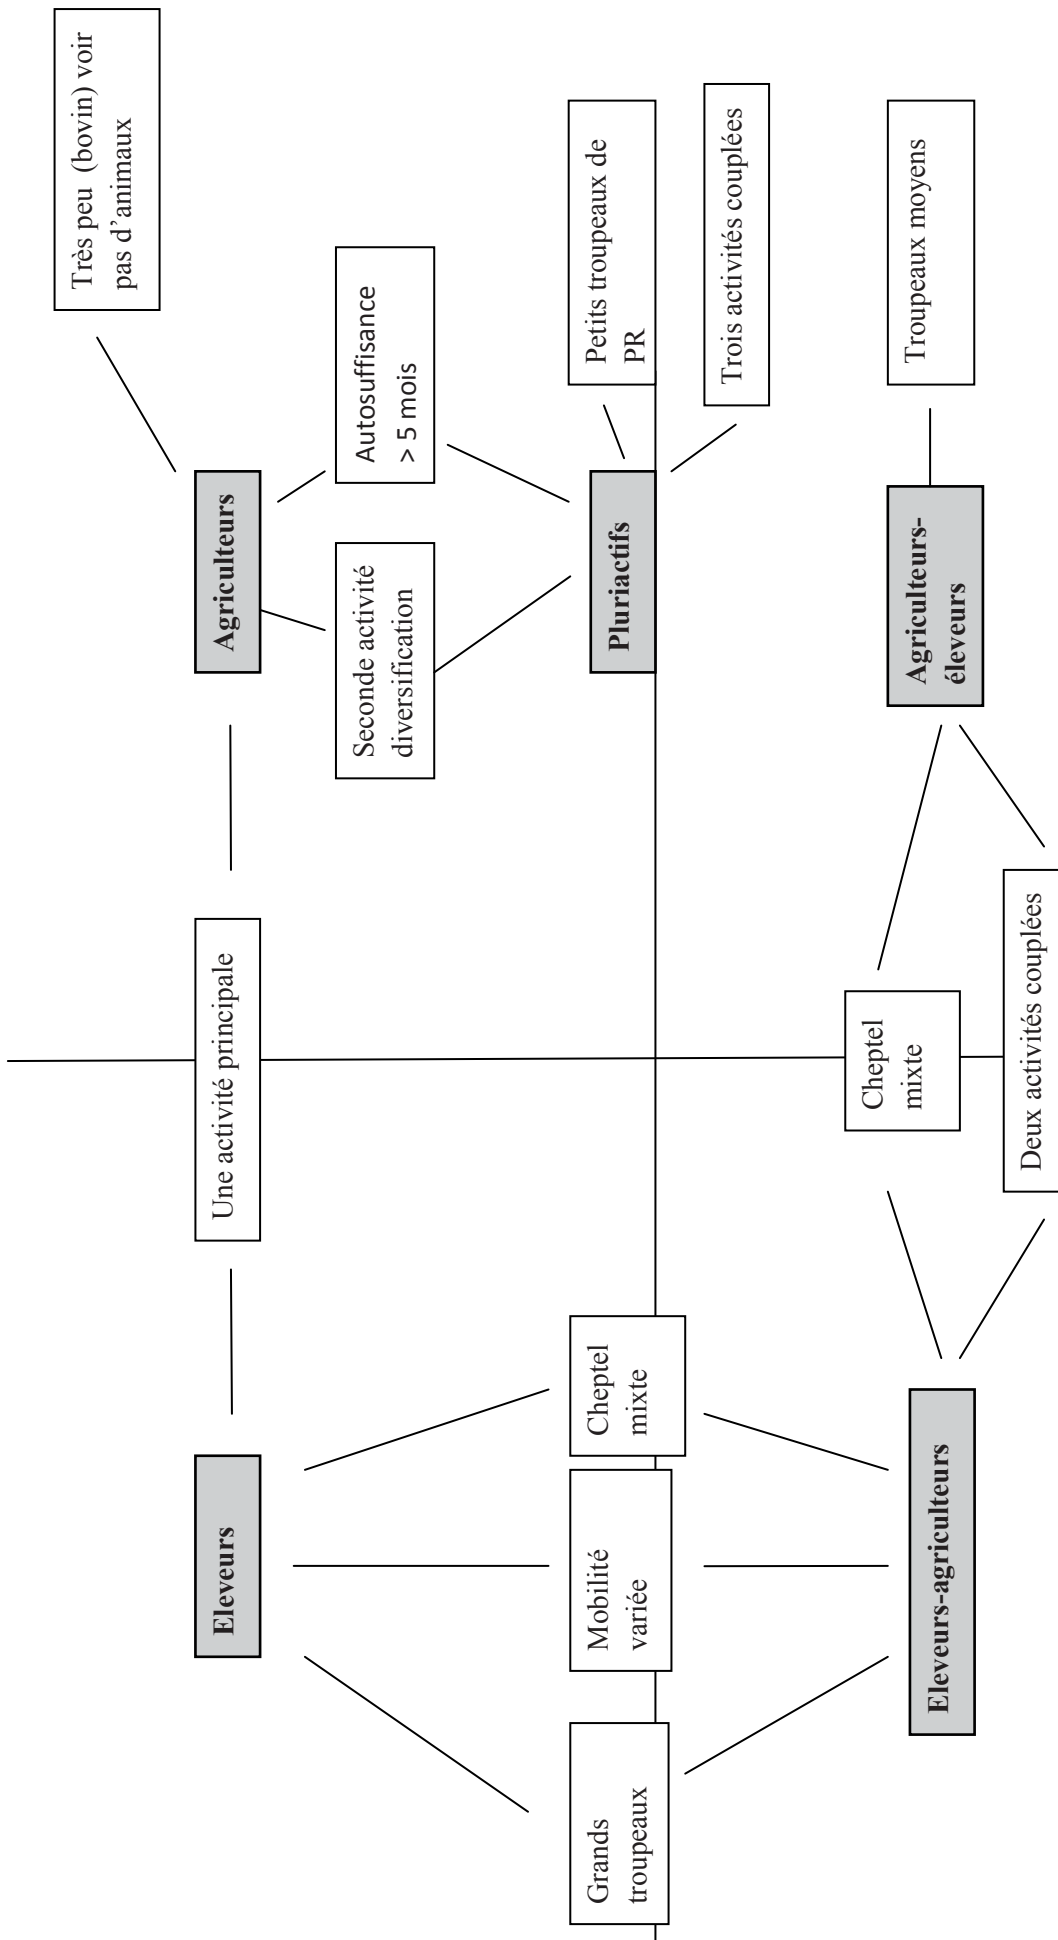 Très peu  (bovin) voir
pas d'animaux
Eleveurs
Une activité principale
Agriculteurs
Seconde activité
diversification
Autosuffisance
> 5 mois
Grands
troupeaux
Mobilité
variée
Cheptel
mixte
Pluriactifs
Petits troupeaux de
PR
Trois activités couplées
Cheptel
mixte
Agriculteurs-
éleveurs
Troupeaux moyens
Eleveurs-agriculteurs
Deux activités couplées